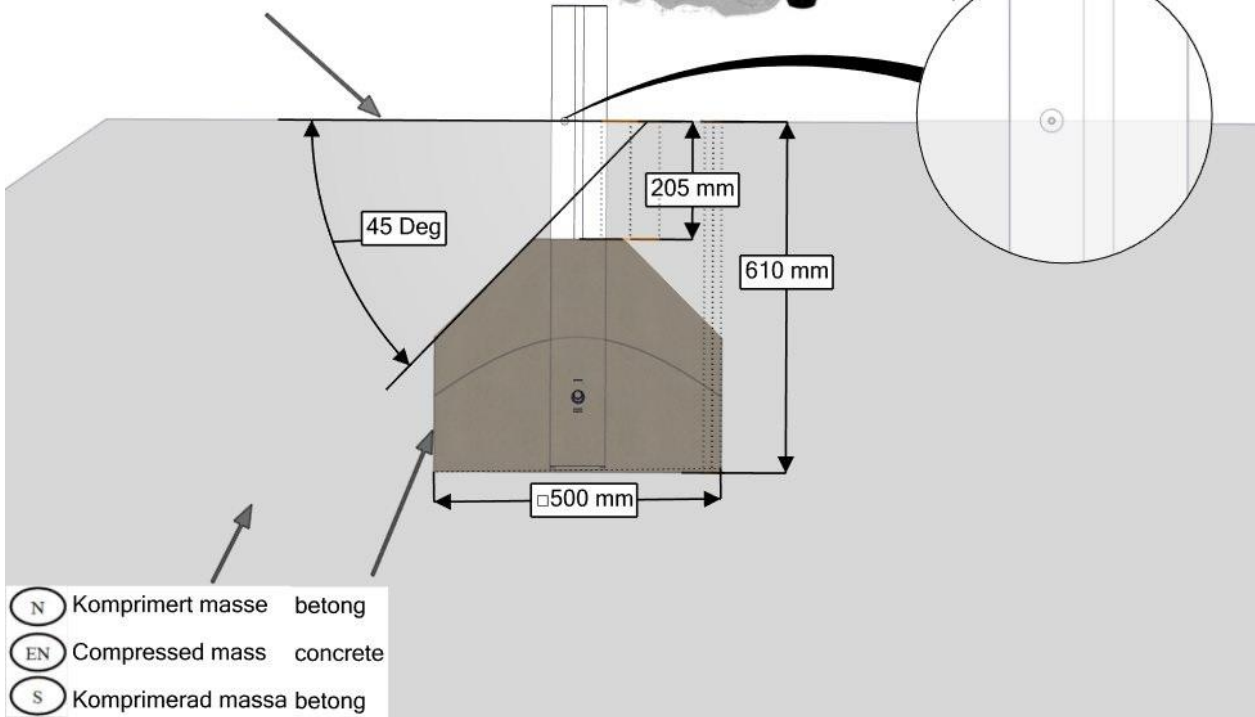 205 mm
45 Deg
610 mm
□500 mm
N Komprimert masse betong
EN Compressed mass concrete
S Komprimerad massa betong